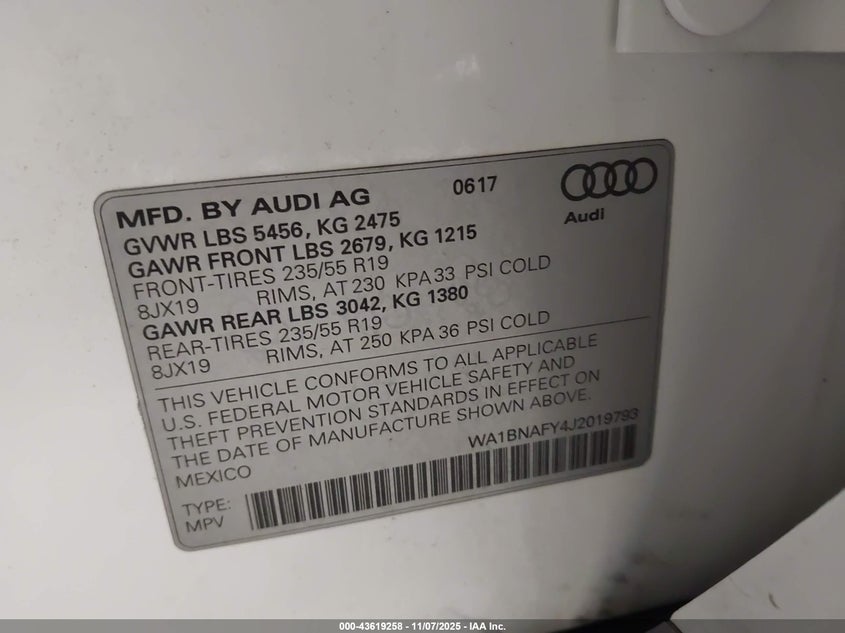 MFD. BY AUDI AG 0617
Audi
GVWR LBS 5456, KG 2475
GAWR FRONT LBS 2679, KG 1215
FRONT-TIRES 235/55 R19
8JX19 RIMS, AT 230 KPA 33 PSI COLD
GAWR REAR LBS 3042, KG 1380
REAR-TIRES 235/55 R19
8JX19 RIMS, AT 250 KPA 36 PSI COLD
THIS VEHICLE CONFORMS TO ALL APPLICABLE
U.S. FEDERAL MOTOR VEHICLE SAFETY AND
THEFT PREVENTION STANDARDS IN EFFECT ON
THE DATE OF MANUFACTURE SHOWN ABOVE.
MEXICO WA1BNAFY4J2019793
TYPE:
MPV
000-43619258 - 11/07/2025 - IAA Inc.